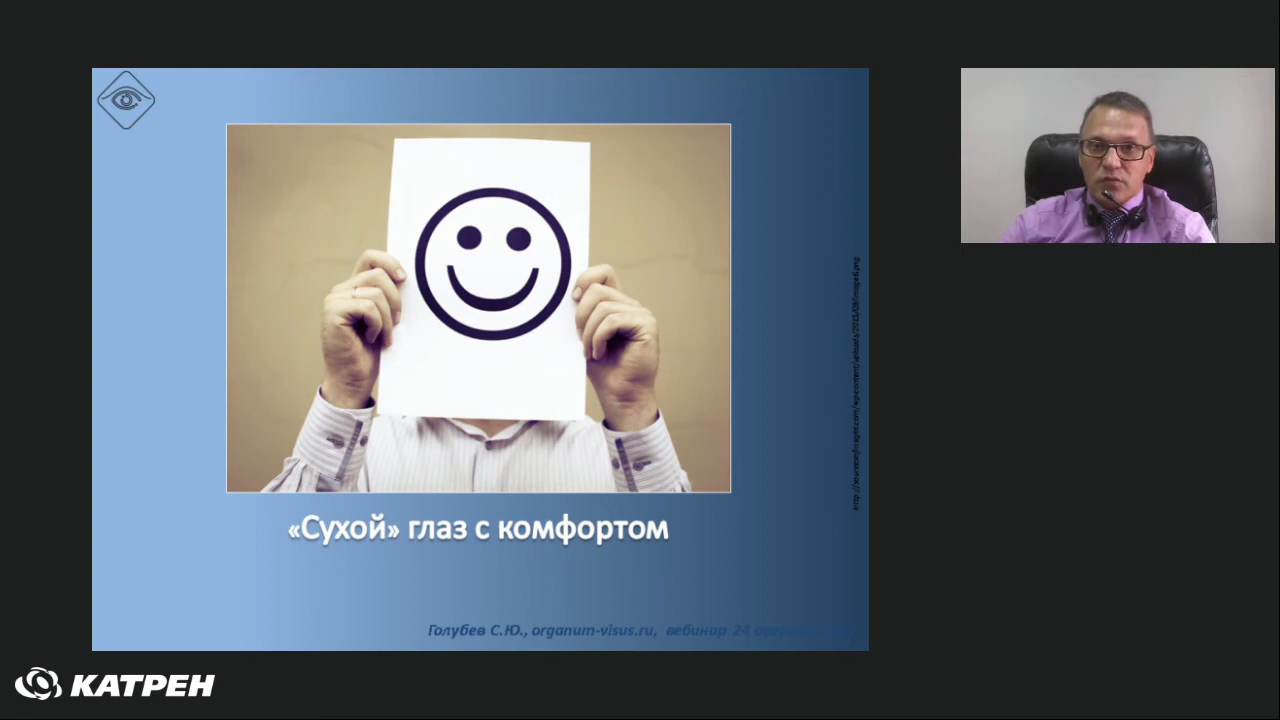 «Сухой» глаз с комфортом
Голубев С.Ю., organum-visus.ru, вебинар 24
КАТРЕН